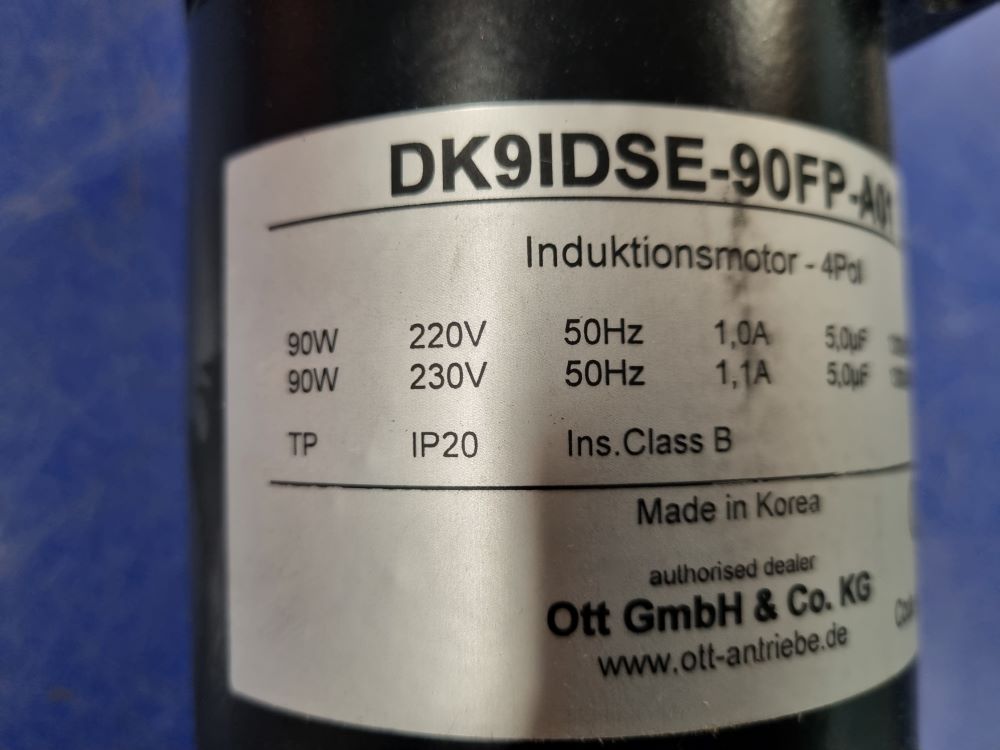 DK9IDSE-90FP-A01
Induktionsmotor - 4Pol
90W 220V 50Hz 1,0A 5,0µF
90W 230V 50Hz 1,1A 5,0µF
TP IP20 Ins.Class B
Made in Korea
authorised dealer
Ott GmbH & Co. KG
www.ott-antriebe.de